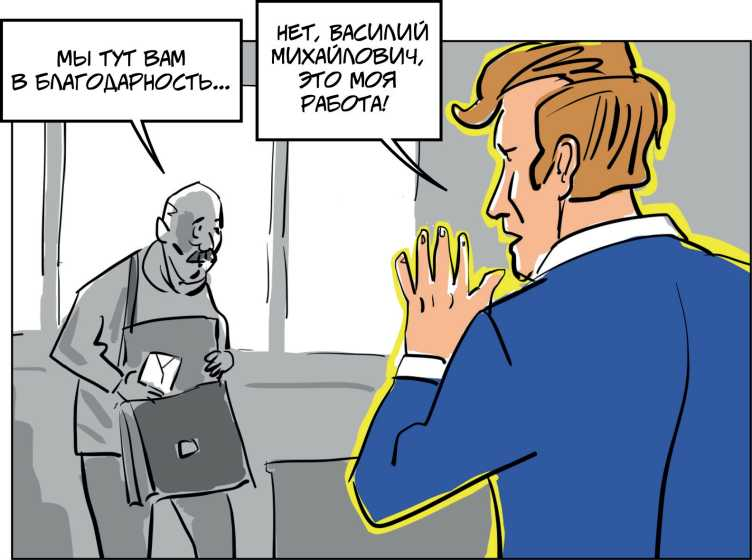 МЫ ТУТ ВАМ
В БЛАГОДАРНОСТЬ...
НЕТ, ВАСИЛИЙ
МИХАЙЛОВИЧ,
ЭТО МОЯ
РАБОТА!